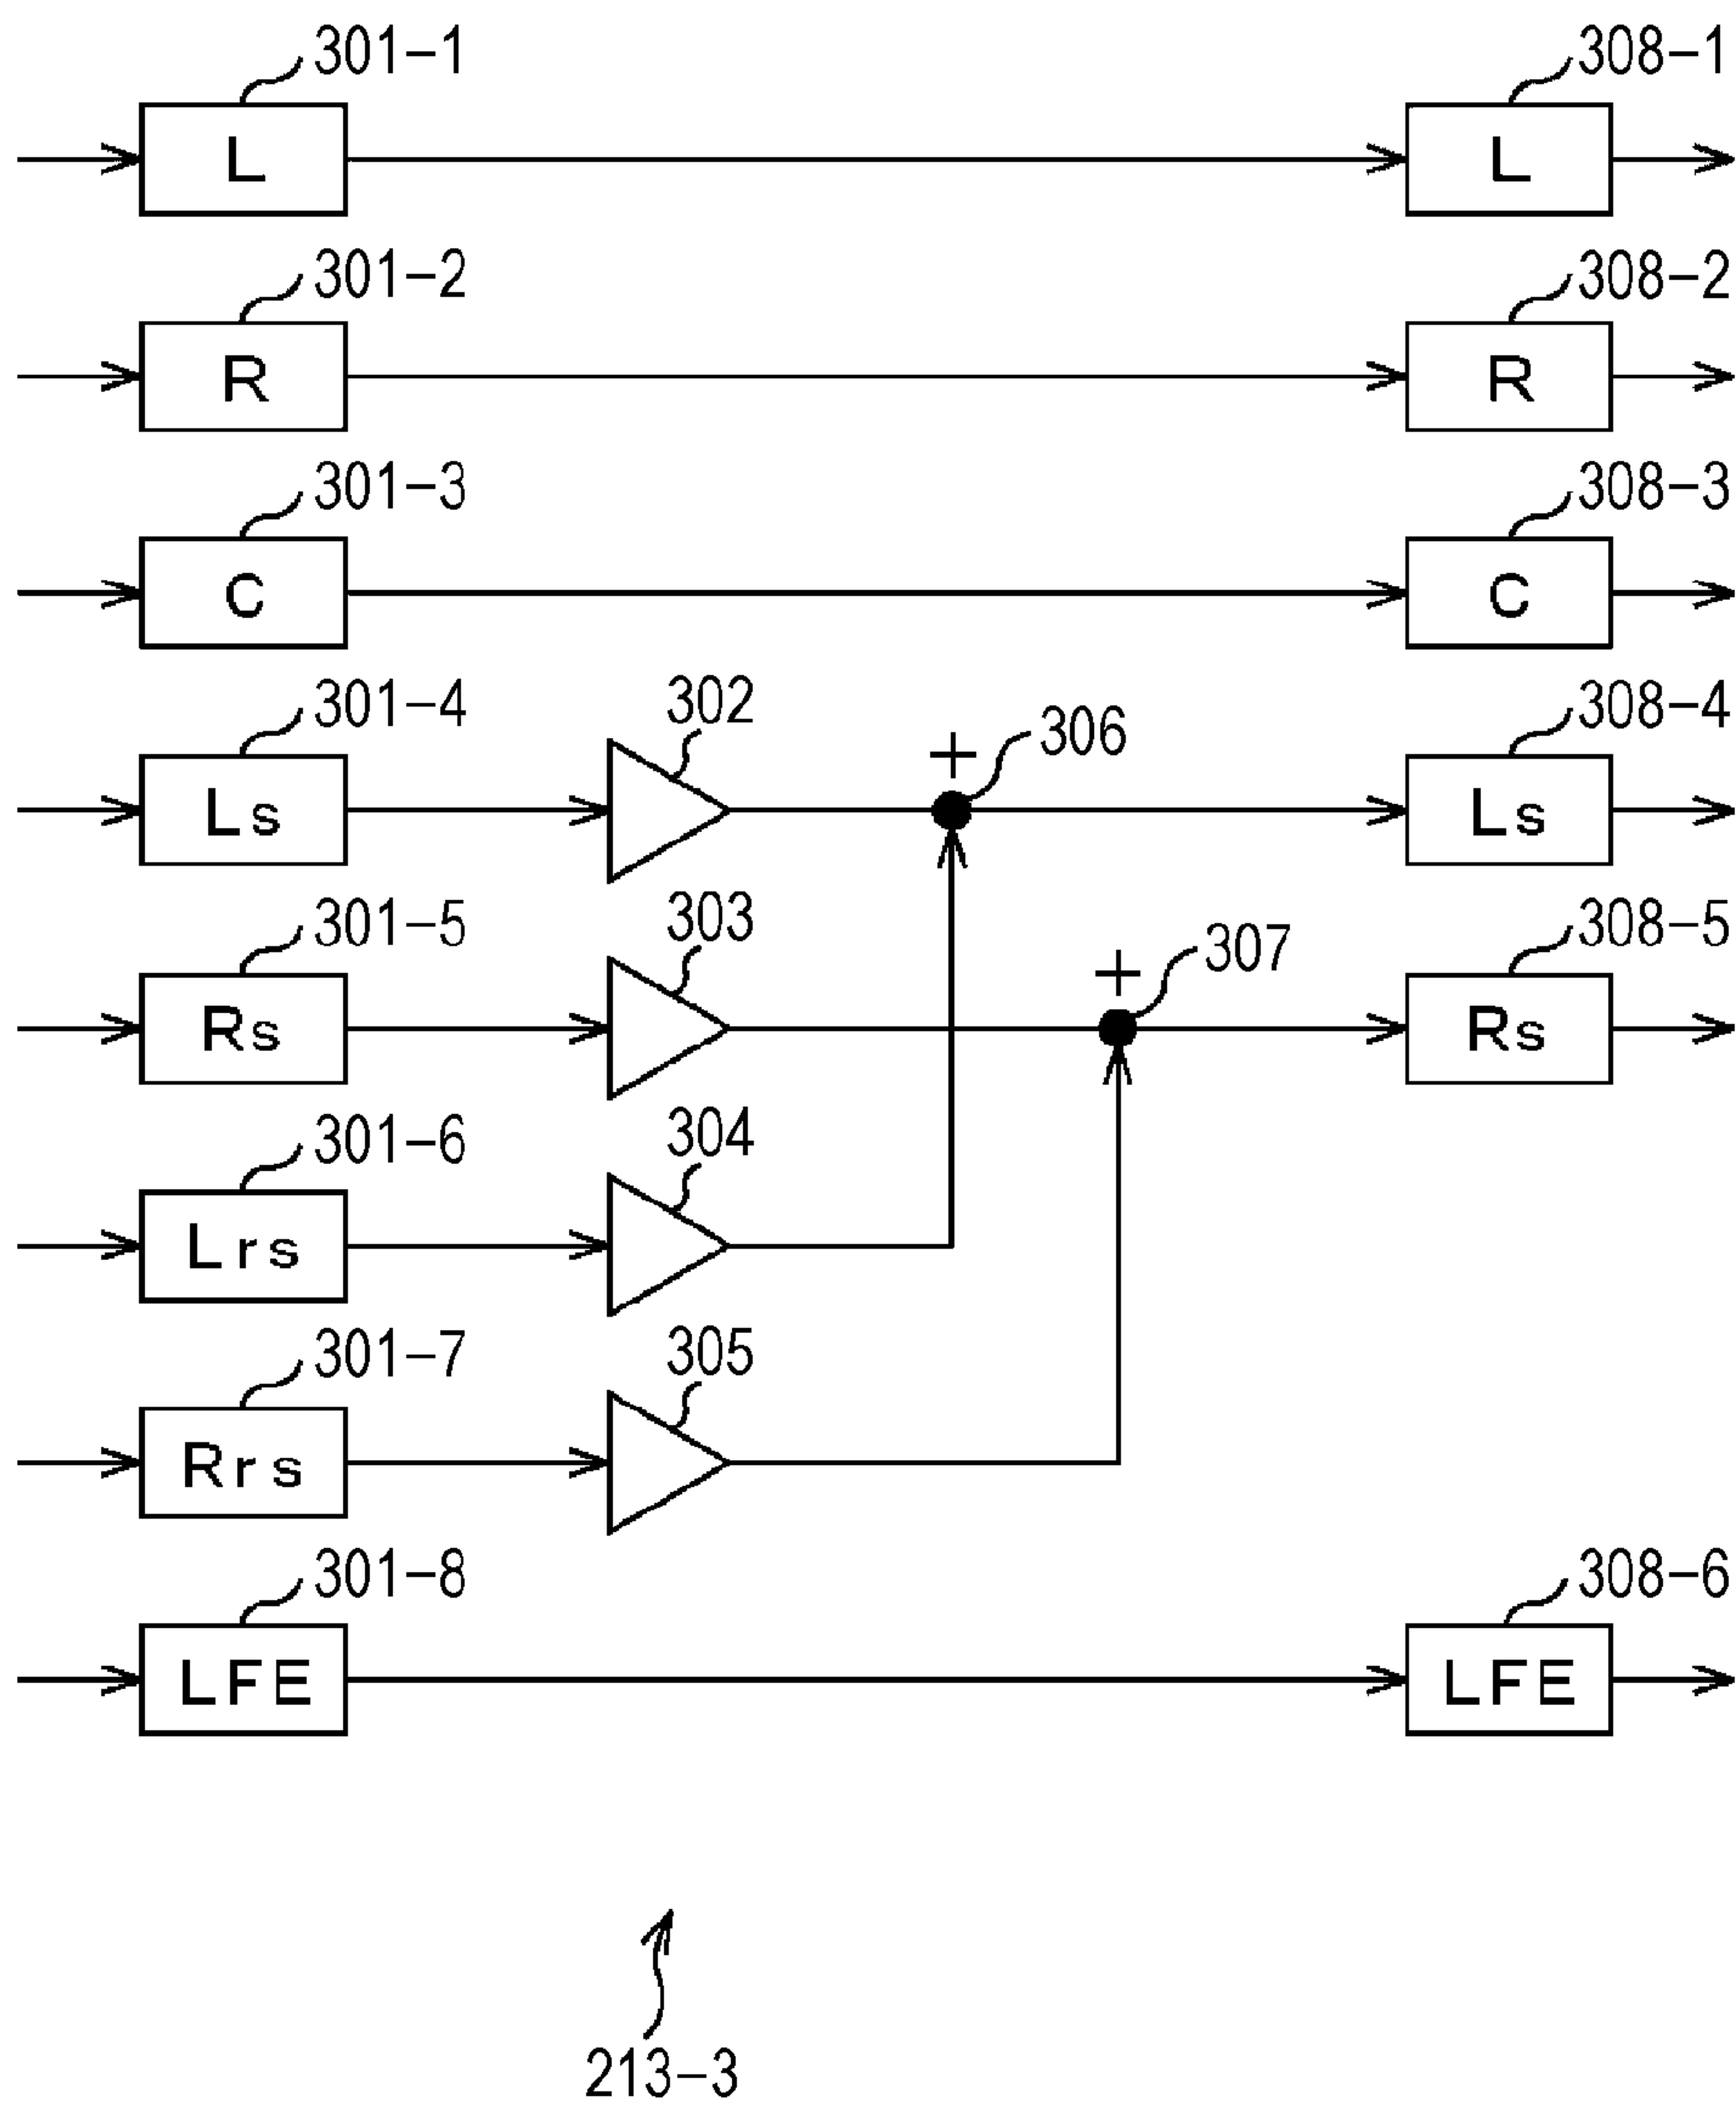 301-1 308-1
L L
301-2 308-2
R R
301-3 308-3
C C
301-4 302 306 308-4
+
Ls Ls
301-5 303 307 308-5
+
Rs Rs
301-6 304
Lrs
301-7 305
Rrs
301-8 308-6
LFE LFE
213-3